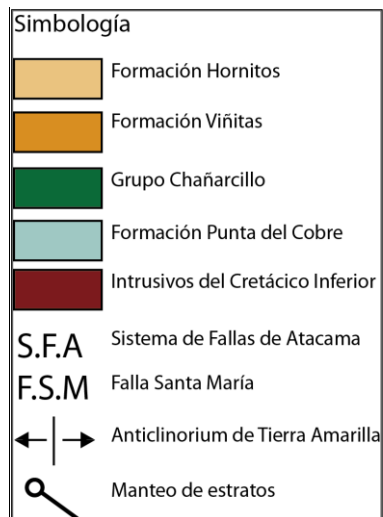 Simbología
Formación Hornitos
Formación Viñitas
Grupo Chañarcillo
Formación Punta del Cobre
Intrusivos del Cretácico Inferior
S.F.A Sistema de Fallas de Atacama
F.S.M Falla Santa María
Anticlinorium de Tierra Amarilla
Manteo de estratos